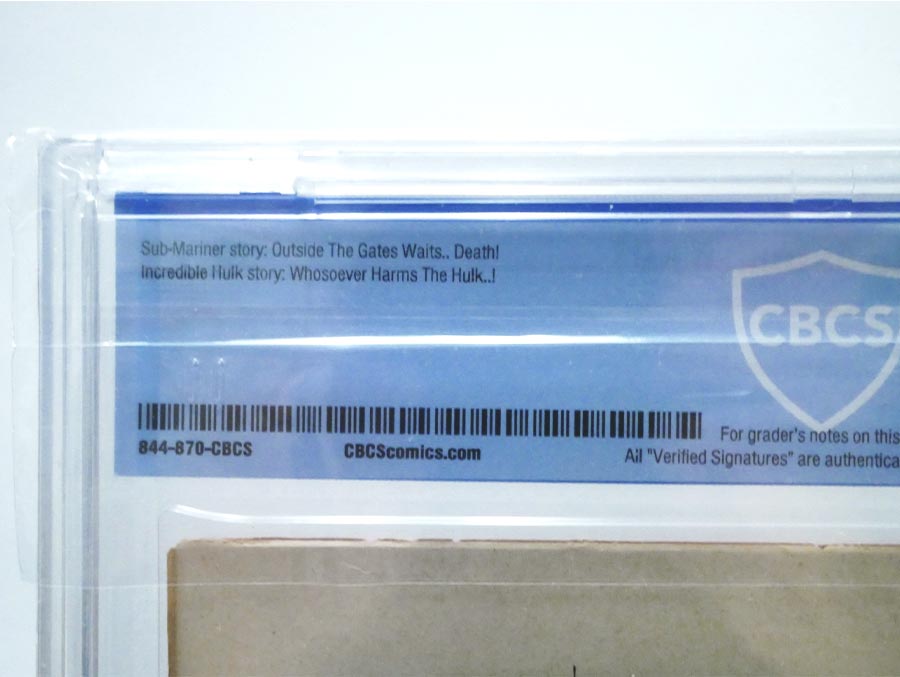 Sub-Mariner story: Outside The Gates Waits.. Death!
Incredible Hulk story: Whosoever Harms The Hulk..!
CBCS
844-870-CBCS
CBCScomics.com
For grader's notes on this
All "Verified Signatures" are authentica